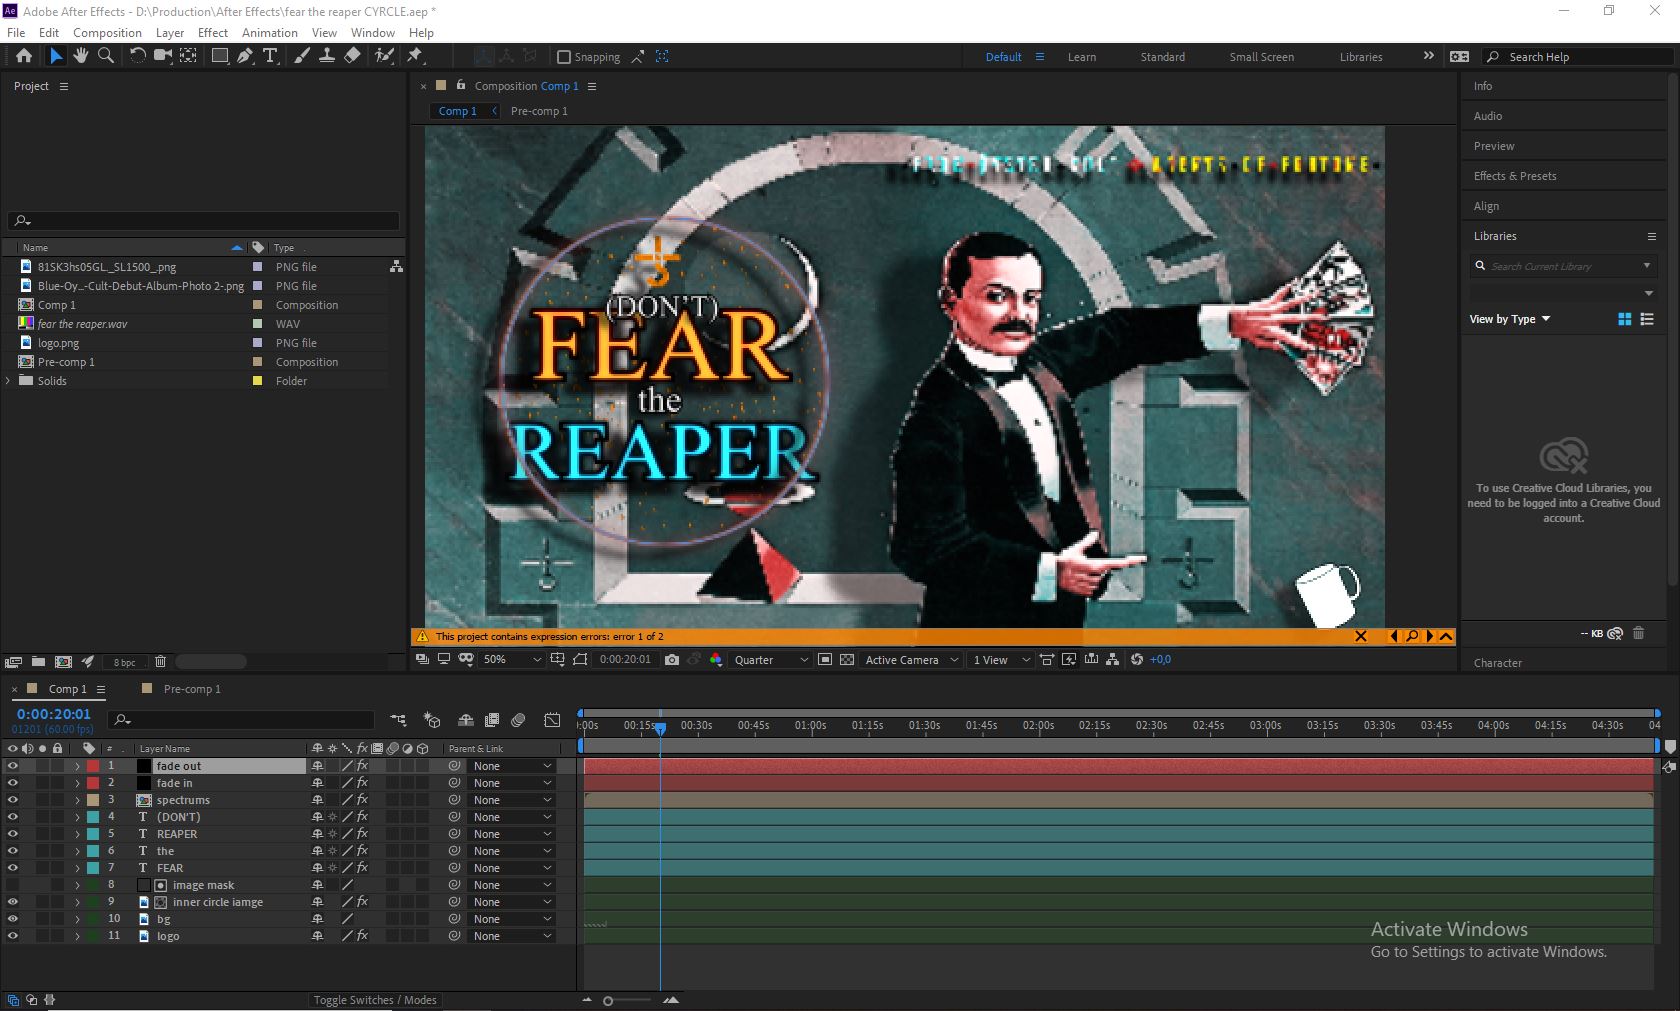 Adobe After Effects - D:\Production\After Effects\fear the reaper CYRCLE.aep *
File Edit Composition Layer Effect Animation View Window Help
Snapping Default Learn Standard Small Screen Libraries Search Help
Project
Composition Comp 1
Comp 1 Pre-comp 1
Name Type
81SK3hs05GL._SL1500_.png PNG file
Blue-Oy...-Cult-Debut-Album-Photo 2-.png PNG file
Comp 1 Composition
fear the reaper.wav WAV
logo.png PNG file
Pre-comp 1 Composition
Solids Folder
(DON'T)
FEAR
the
REAPER
This project contains expression errors: error 1 of 2
8 bpc
50% 0:00:20:01 Quarter Active Camera 1 View +0,0
Info
Audio
Preview
Effects & Presets
Align
Libraries
Search Current Library
View by Type
To use Creative Cloud Libraries, you
need to be logged into a Creative Cloud
account.
-- KB
Character
Comp 1 Pre-comp 1
0:00:20:01
01201 (60.00 fps)
:00s 00:15s 00:30s 00:45s 01:00s 01:15s 01:30s 01:45s 02:00s 02:15s 02:30s 02:45s 03:00s 03:15s 03:30s 03:45s 04:00s 04:15s 04:30s 04
# Layer Name Parent & Link
1 fade out None
2 fade in None
3 spectrums None
4 T (DON'T) None
5 T REAPER None
6 T the None
7 T FEAR None
8 image mask None
9 inner circle iamge None
10 bg None
11 logo None
Toggle Switches / Modes
Activate Windows
Go to Settings to activate Windows.